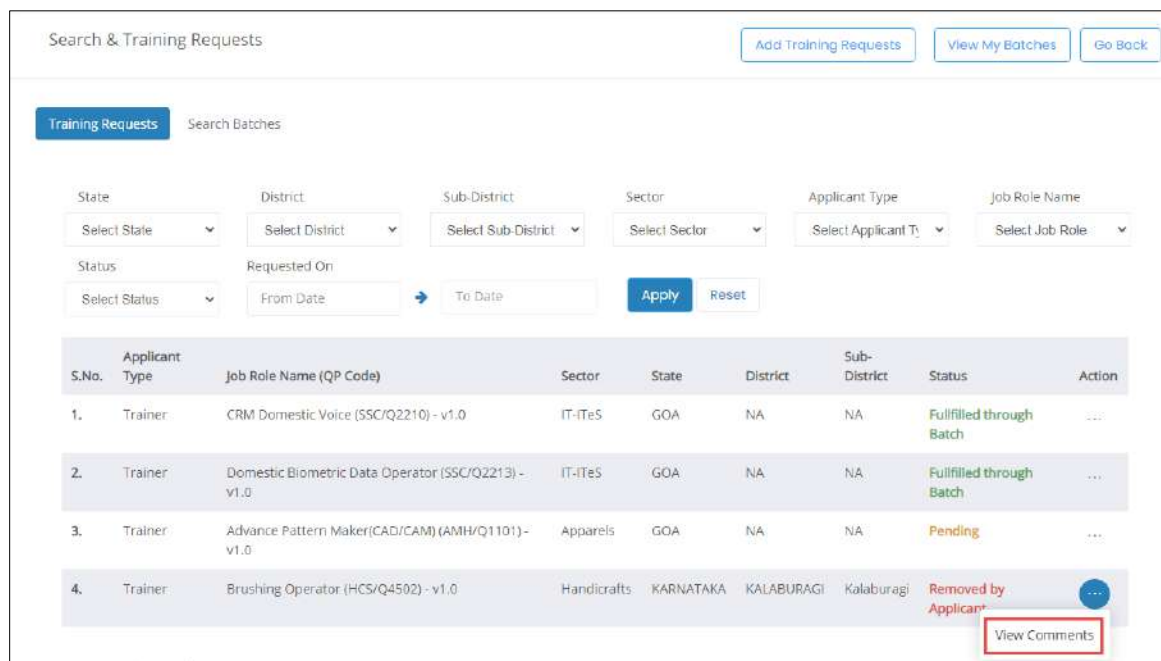 Search & Training Requests
Add Training Requests
View My Batches
Go Back
Training Requests
Search Batches
State
District
Sub-District
Sector
Applicant Type
Job Role Name
Select State
Select District
Select Sub-District
Select Sector
Select Applicant Ty
Select Job Role
Status
Requested On
Select Status
From Date
To Date
Apply
Reset
S.No. Applicant Type Job Role Name (QP Code) Sector State District Sub-District Status Action
1. Trainer CRM Domestic Voice (SSC/Q2210) - v1.0 IT-ITeS GOA NA NA Fullfilled through
Batch
2. Trainer Domestic Biometric Data Operator (SSC/Q2213) - IT-ITeS GOA NA NA Fullfilled through
v1.0 Batch
3. Trainer Advance Pattern Maker(CAD/CAM) (AMH/Q1101) - Apparels GOA NA NA Pending
v1.0
4. Trainer Brushing Operator (HCS/Q4502) - v1.0 Handicrafts KARNATAKA KALABURAGI Kalaburagi Removed by
Applicant
View Comments